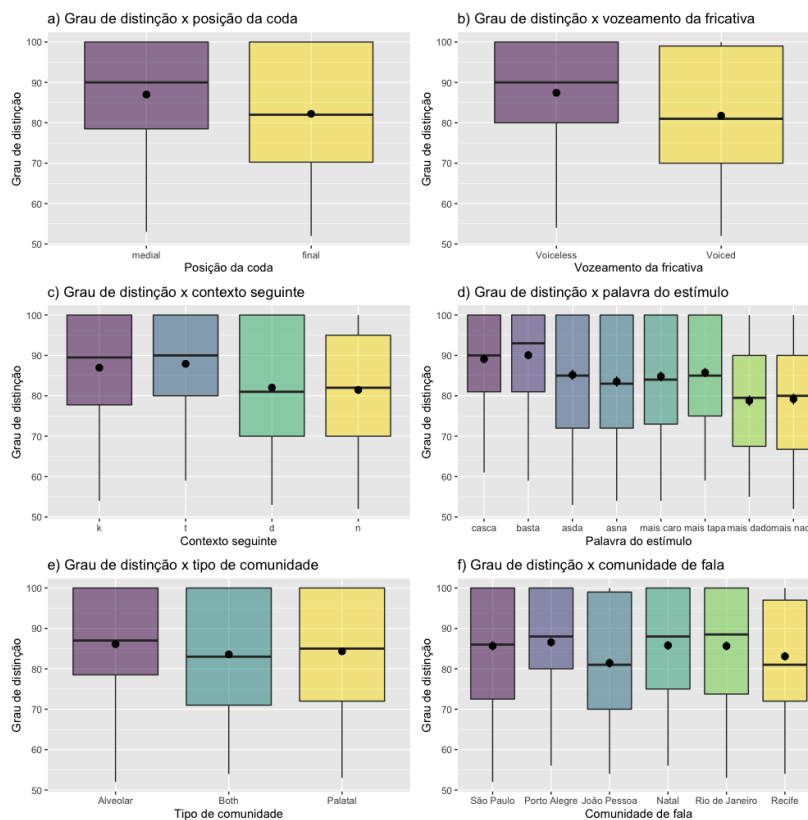 a) Grau de distinção x posição da coda
Grau de distinção
100
90
80
70
60
50
medial final
Posição da coda
b) Grau de distinção x vozeamento da fricativa
Grau de distinção
100
90
80
70
60
50
Voiceless Voiced
Vozeamento da fricativa
c) Grau de distinção x contexto seguinte
Grau de distinção
100
90
80
70
60
50
k t d n
Contexto seguinte
d) Grau de distinção x palavra do estímulo
Grau de distinção
100
90
80
70
60
50
casca basta asda asna mais caro mais tapa mais dado mais nac
Palavra do estímulo
e) Grau de distinção x tipo de comunidade
Grau de distinção
100
90
80
70
60
50
Alveolar Both Palatal
Tipo de comunidade
f) Grau de distinção x comunidade de fala
Grau de distinção
100
90
80
70
60
50
São Paulo Porto Alegre João Pessoa Natal Rio de Janeiro Recife
Comunidade de fala